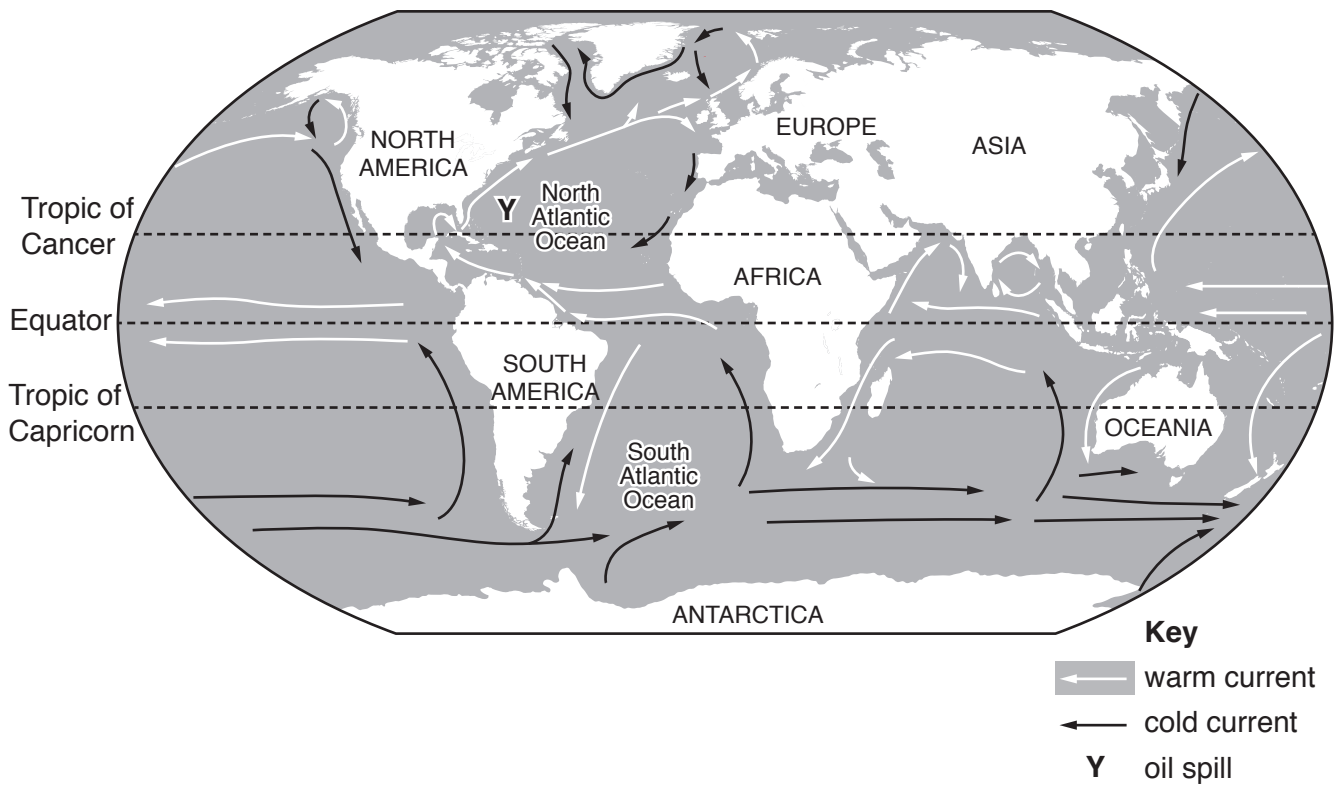 NORTH
AMERICA
EUROPE
ASIA
Tropic of
Cancer
Y
North
Atlantic
Ocean
AFRICA
Equator
SOUTH
AMERICA
Tropic of
Capricorn
OCEANIA
South
Atlantic
Ocean
ANTARCTICA
Key
warm current
cold current
Y oil spill